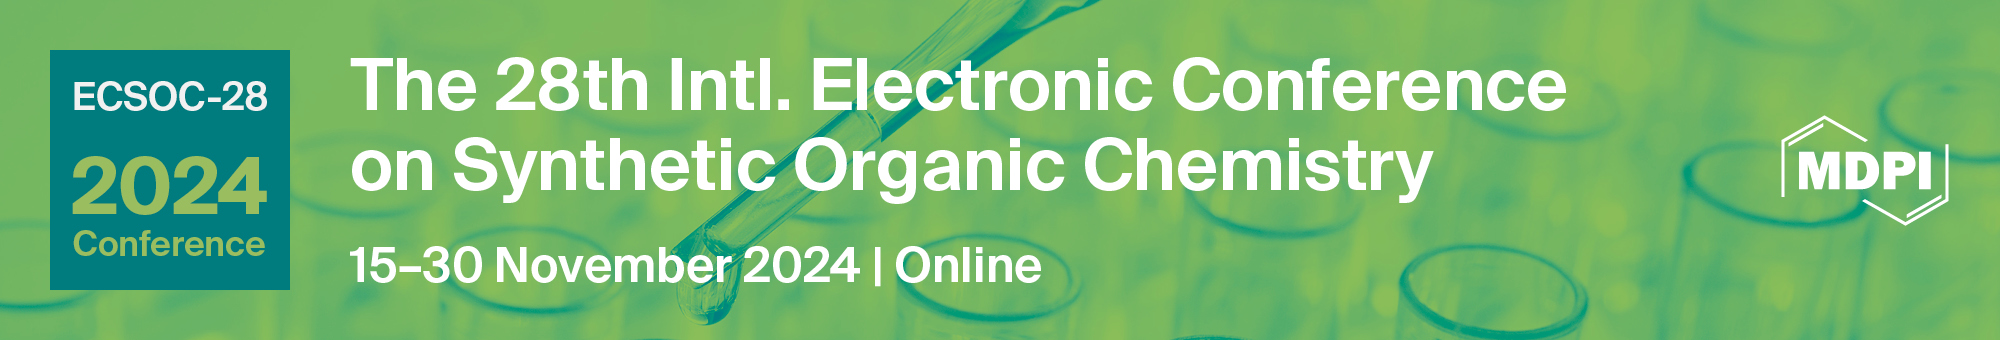 ECSOC-28
2024
Conference
The 28th Intl. Electronic Conference
on Synthetic Organic Chemistry
15–30 November 2024 | Online
MDPI